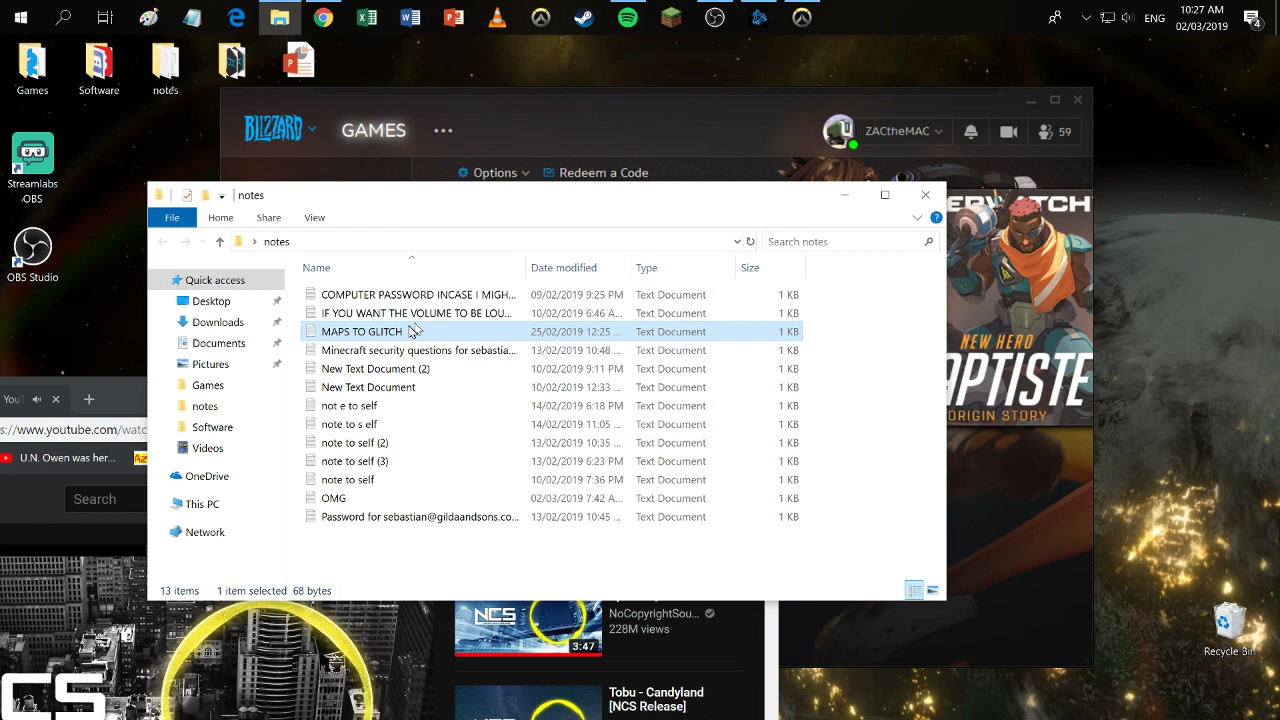 10:27 AM
ENG
02/03/2019
4
Games
Software
notes
Streamlabs
OBS
OBS Studio
BLIZZARD
GAMES
ZACtheMAC
59
Options
Redeem a Code
notes
File
Home
Share
View
notes
Search notes
Name
Date modified
Type
Size
Quick access
Desktop
Downloads
Documents
Pictures
Games
notes
Software
Videos
OneDrive
This PC
Network
COMPUTER PASSWORD INCASE I MIGH... 09/02/2019 9:25 PM Text Document 1 KB
IF YOU WANT THE VOLUME TO BE LOU... 10/02/2019 6:46 A... Text Document 1 KB
MAPS TO GLITCH 25/02/2019 12:25 ... Text Document 1 KB
Minecraft security questions for sebastia... 13/02/2019 10:48 ... Text Document 1 KB
New Text Document (2) 10/02/2019 9:11 PM Text Document 1 KB
New Text Document 10/02/2019 12:33 ... Text Document 1 KB
not e to self 14/02/2019 6:18 PM Text Document 1 KB
note to s elf 14/02/2019 11:05 ... Text Document 1 KB
note to self (2) 13/02/2019 10:35 ... Text Document 1 KB
note to self (3) 13/02/2019 6:23 PM Text Document 1 KB
note to self 10/02/2019 7:36 PM Text Document 1 KB
OMG 02/03/2019 7:42 A... Text Document 1 KB
Password for sebastian@gildaandsons.co... 13/02/2019 10:45 ... Text Document 1 KB
13 items 1 item selected 68 bytes
ERWATCH
NEW HERO
APTISTE
ORIGIN STORY
YouT
s://www.youtube.com/watc
U.N. Owen was her...
Az
Search
NCS
NoCopyrightSou...
228M views
3:47
Tobu - Candyland
[NCS Release]
CS
Recycle Bin